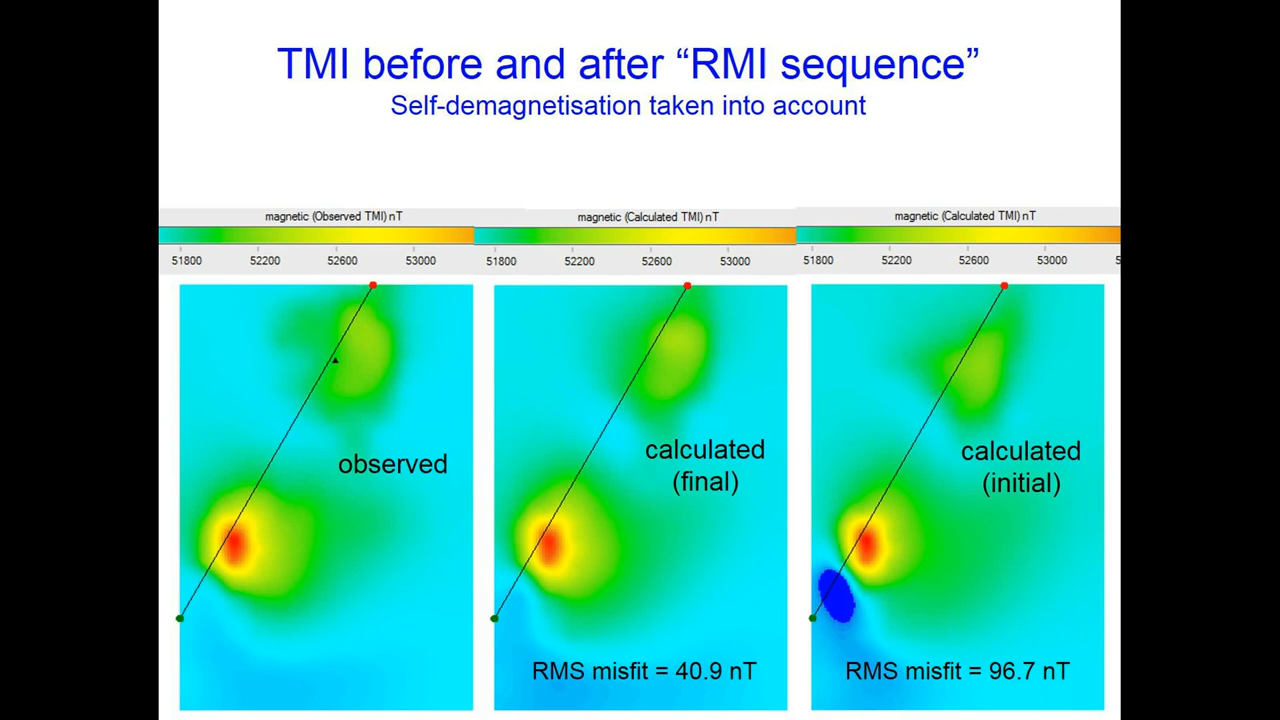 TMI before and after “RMI sequence”
Self-demagnetisation taken into account
magnetic (Observed TMI) nT
51800 52200 52600 53000
magnetic (Calculated TMI) nT
51800 52200 52600 53000
magnetic (Calculated TMI) nT
51800 52200 52600 53000 5
observed
calculated
(final)
calculated
(initial)
RMS misfit = 40.9 nT
RMS misfit = 96.7 nT